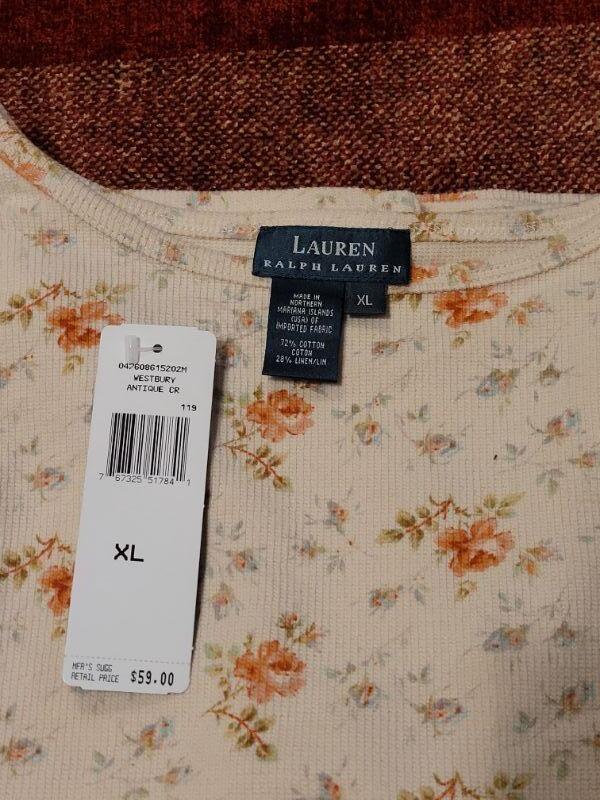 LAUREN
RALPH LAUREN
XL
MADE IN
NORTHERN
MARIANA ISLANDS
(USA) OF
IMPORTED FABRIC
72% COTTON
COTON
28% LINEN/LIN
047608615202M
WESTBURY
ANTIQUE CR
119
7 67325 51784 1
XL
MFR'S SUGG
RETAIL PRICE $59.00